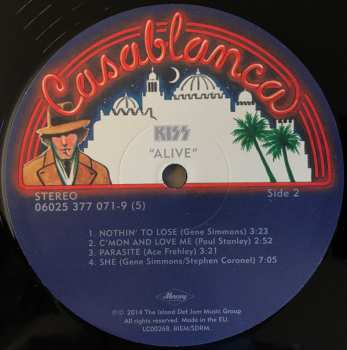 Casablanca
KISS
"ALIVE"
STEREO
Side 2
06025 377 071-9 (5)
1. NOTHIN' TO LOSE (Gene Simmons) 3:23
2. C'MON AND LOVE ME (Paul Stanley) 2:52
3. PARASITE (Ace Frehley) 3:21
4. SHE (Gene Simmons/Stephen Coronel) 7:05
Mercury
℗© 2014 The Island Def Jam Music Group
All rights reserved. Made in the EU.
LC00268. BIEM/SDRM.